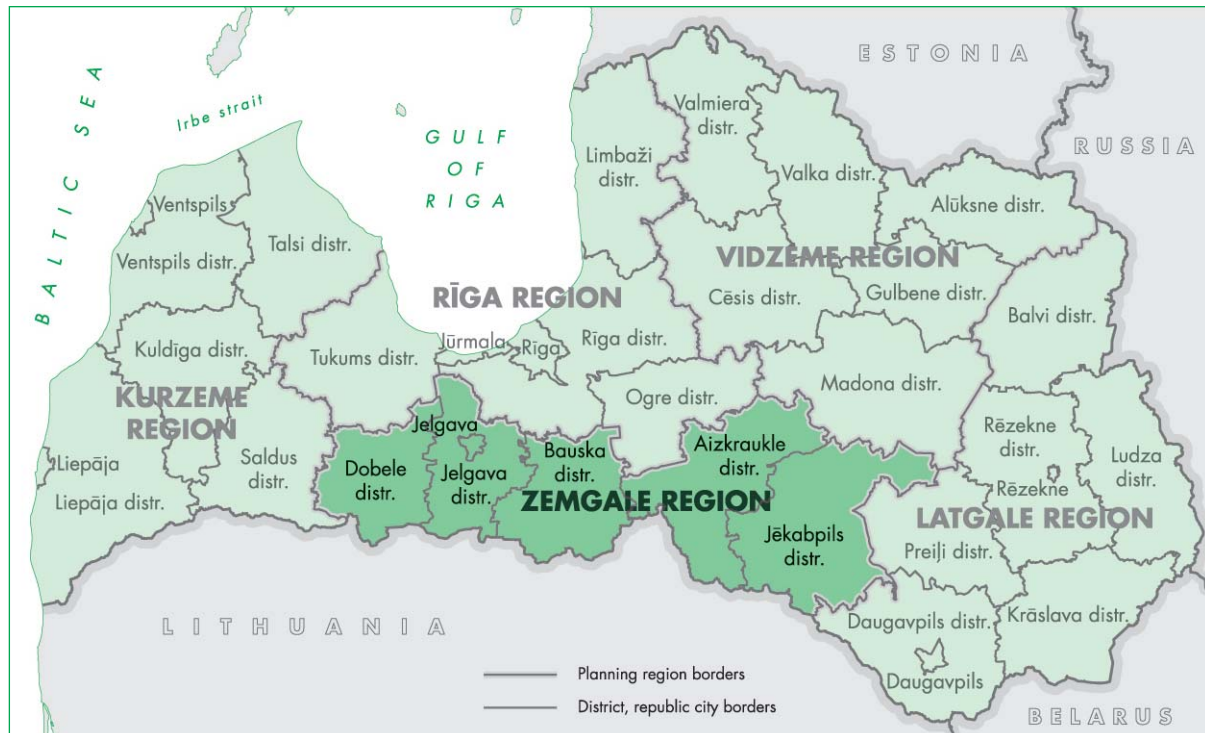 ESTONIA
RUSSIA
BALTIC SEA
Irbe strait
GULF
OF
RIGA
Valmiera
distr.
Limbaži
distr.
Valka distr.
Alūksne distr.
Ventspils
Talsi distr.
Ventspils distr.
VIDZEME REGION
RĪGA REGION
Cēsis distr.
Gulbene distr.
Balvi distr.
Kuldīga distr.
Tukums distr.
Jūrmala
Rīga
Rīga distr.
Madona distr.
Ogre distr.
KURZEME
REGION
Jelgava
Aizkraukle
distr.
Bauska
distr.
Rēzekne
distr.
Ludza
distr.
Liepāja
Saldus
distr.
Dobele
distr.
Jelgava
distr.
Rēzekne
Liepāja distr.
ZEMGALE REGION
LATGALE REGION
Jēkabpils
distr.
Preiļi distr.
LITHUANIA
Daugavpils distr.
Krāslava distr.
Daugavpils
Planning region borders
District, republic city borders
BELARUS